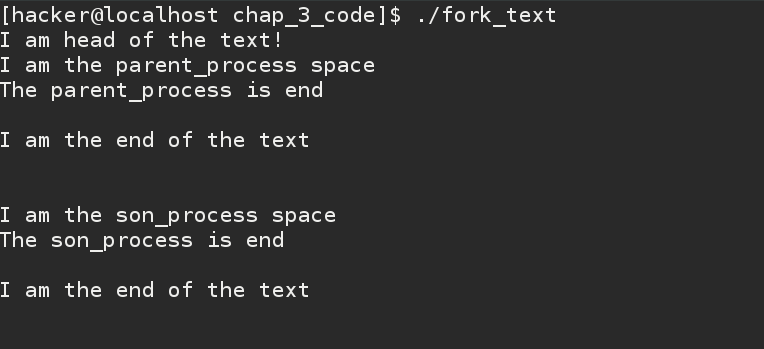 [hacker@localhost chap_3_code]$ ./fork_text
I am head of the text!
I am the parent_process space
The parent_process is end
I am the end of the text
I am the son_process space
The son_process is end
I am the end of the text